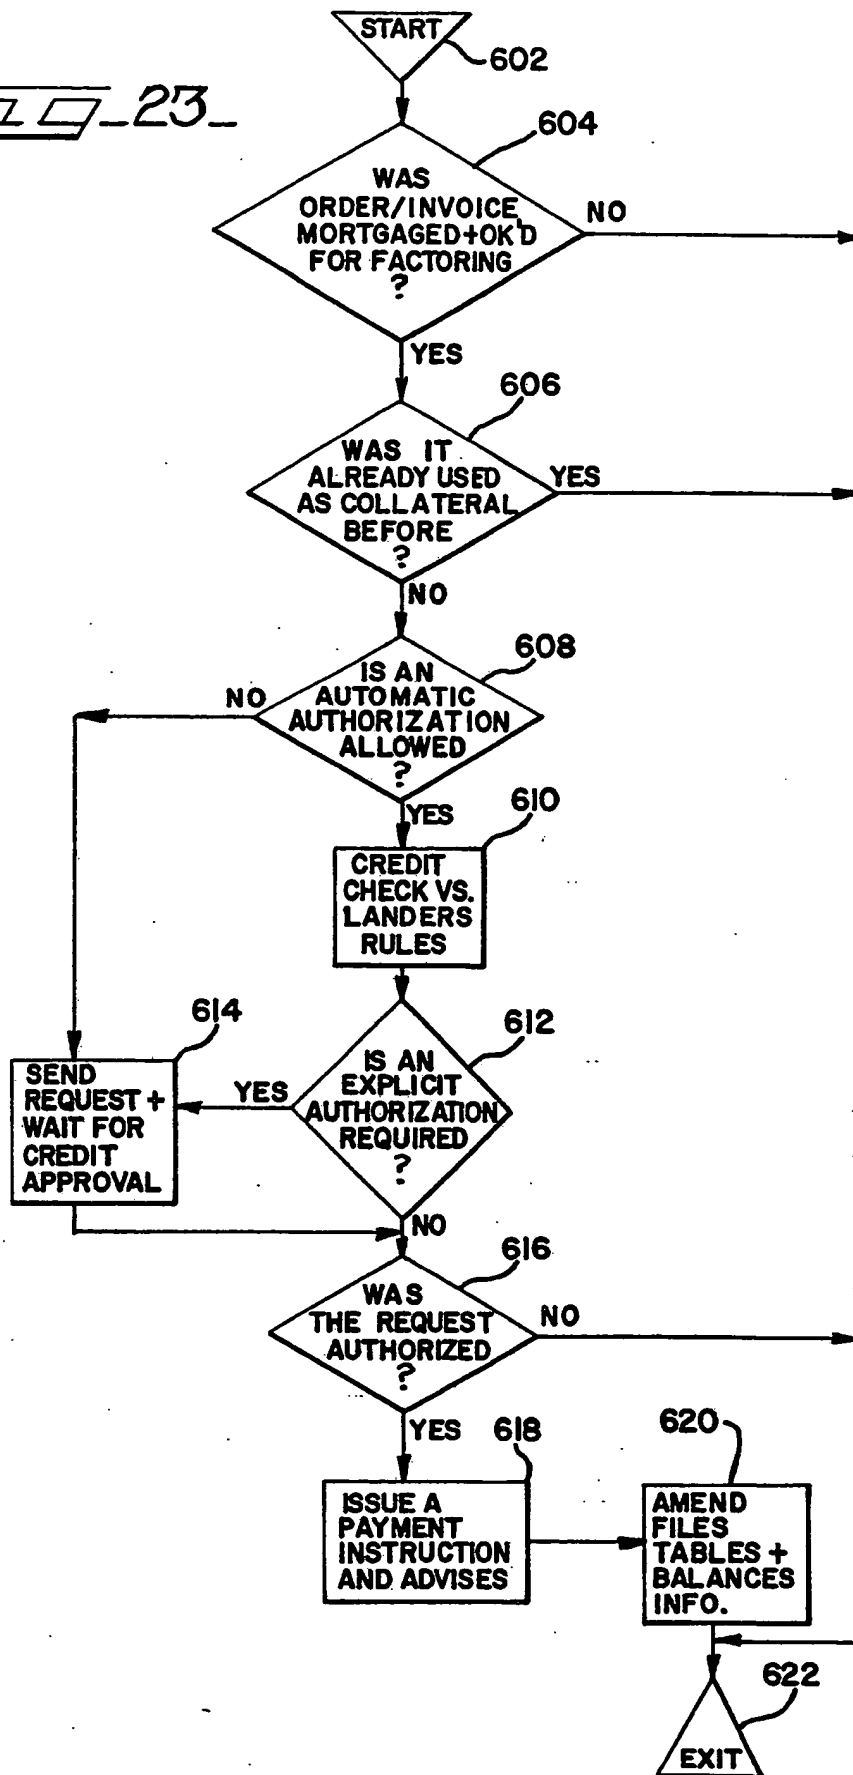 START
602
ig-23-
604
WAS
ORDER/INVOICE
MORTGAGED+OK'D
FOR FACTORING
?
NO
YES
606
WAS IT
ALREADY USED
AS COLLATERAL
BEFORE
?
YES
NO
608
IS AN
AUTOMATIC
AUTHORIZATION
ALLOWED
?
NO
YES
610
CREDIT
CHECK VS.
LANDERS
RULES
614
SEND
REQUEST +
WAIT FOR
CREDIT
APPROVAL
612
IS AN
EXPLICIT
AUTHORIZATION
REQUIRED
?
YES
NO
616
WAS
THE REQUEST
AUTHORIZED
?
NO
YES
618
ISSUE A
PAYMENT
INSTRUCTION
AND ADVISES
620
AMEND
FILES
TABLES +
BALANCES
INFO.
622
EXIT